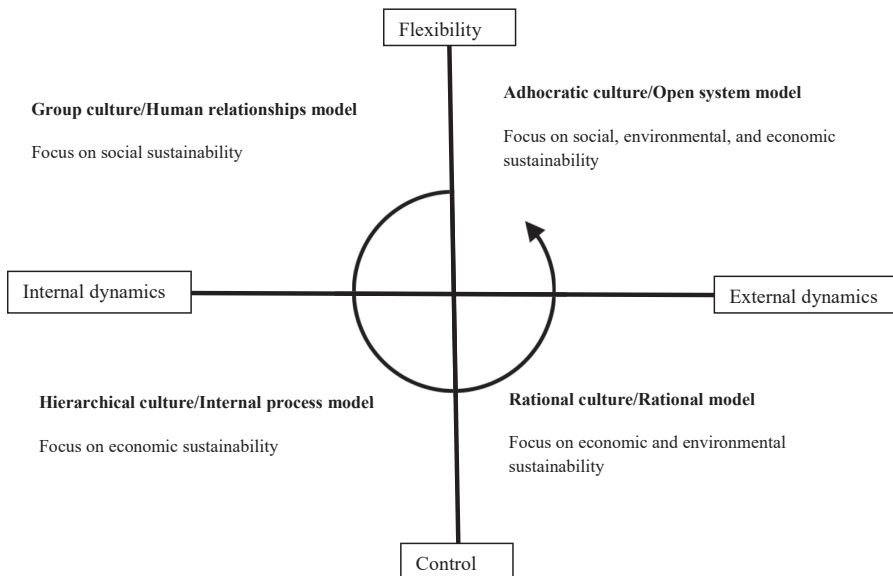 Flexibility
Group culture/Human relationships model
Focus on social sustainability
Adhocratic culture/Open system model
Focus on social, environmental, and economic
sustainability
Internal dynamics
External dynamics
Hierarchical culture/Internal process model
Focus on economic sustainability
Rational culture/Rational model
Focus on economic and environmental
sustainability
Control